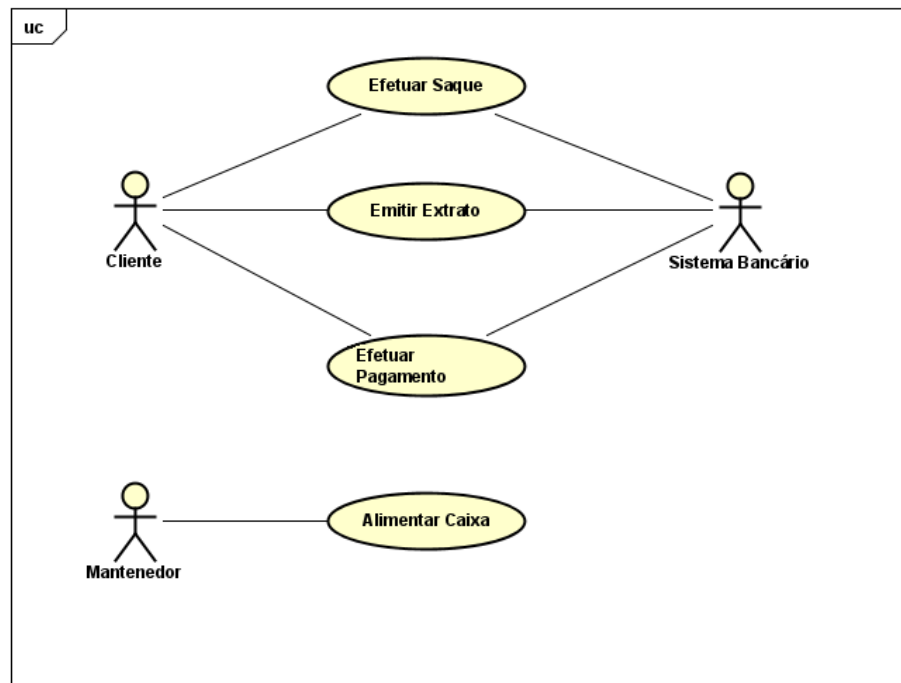 uc
Efetuar Saque
Cliente
Emitir Extrato
Sistema Bancário
Efetuar
Pagamento
Mantenedor
Alimentar Caixa